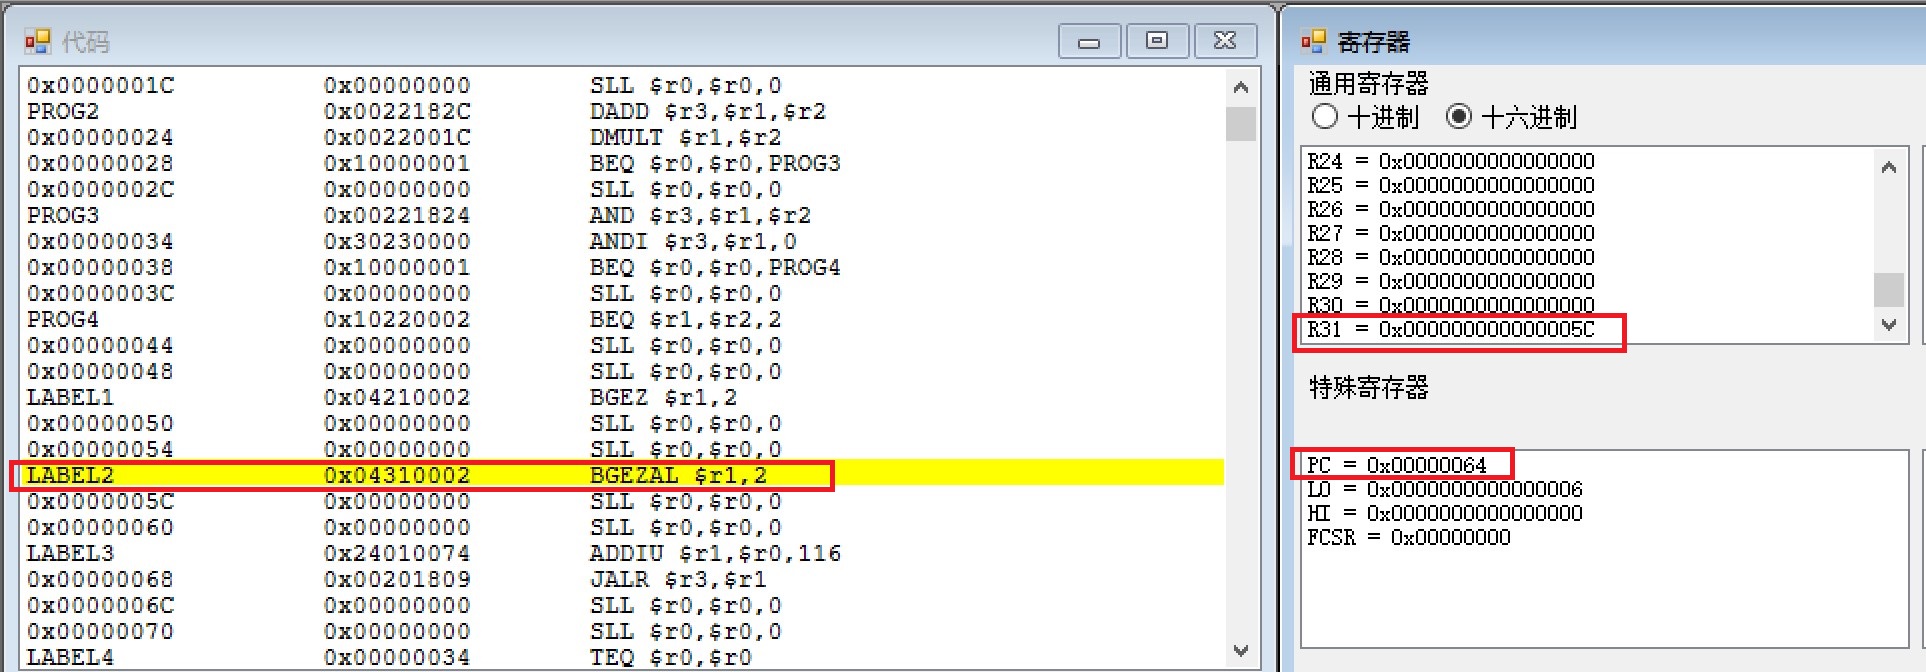 代码
0x0000001C 0x00000000 SLL $r0,$r0,0
PROG2 0x0022182C DADD $r3,$r1,$r2
0x00000024 0x0022001C DMULT $r1,$r2
0x00000028 0x10000001 BEQ $r0,$r0,PROG3
0x0000002C 0x00000000 SLL $r0,$r0,0
PROG3 0x00221824 AND $r3,$r1,$r2
0x00000034 0x30230000 ANDI $r3,$r1,0
0x00000038 0x10000001 BEQ $r0,$r0,PROG4
0x0000003C 0x00000000 SLL $r0,$r0,0
PROG4 0x10220002 BEQ $r1,$r2,2
0x00000044 0x00000000 SLL $r0,$r0,0
0x00000048 0x00000000 SLL $r0,$r0,0
LABEL1 0x04210002 BGEZ $r1,2
0x00000050 0x00000000 SLL $r0,$r0,0
0x00000054 0x00000000 SLL $r0,$r0,0
LABEL2 0x04310002 BGEZAL $r1,2
0x0000005C 0x00000000 SLL $r0,$r0,0
0x00000060 0x00000000 SLL $r0,$r0,0
LABEL3 0x24010074 ADDIU $r1,$r0,116
0x00000068 0x00201809 JALR $r3,$r1
0x0000006C 0x00000000 SLL $r0,$r0,0
0x00000070 0x00000000 SLL $r0,$r0,0
LABEL4 0x00000034 TEQ $r0,$r0
寄存器
通用寄存器
十进制 十六进制
R24 = 0x0000000000000000
R25 = 0x0000000000000000
R26 = 0x0000000000000000
R27 = 0x0000000000000000
R28 = 0x0000000000000000
R29 = 0x0000000000000000
R30 = 0x0000000000000000
R31 = 0x000000000000005C
特殊寄存器
PC = 0x00000064
LO = 0x0000000000000006
HI = 0x0000000000000000
FCSR = 0x00000000